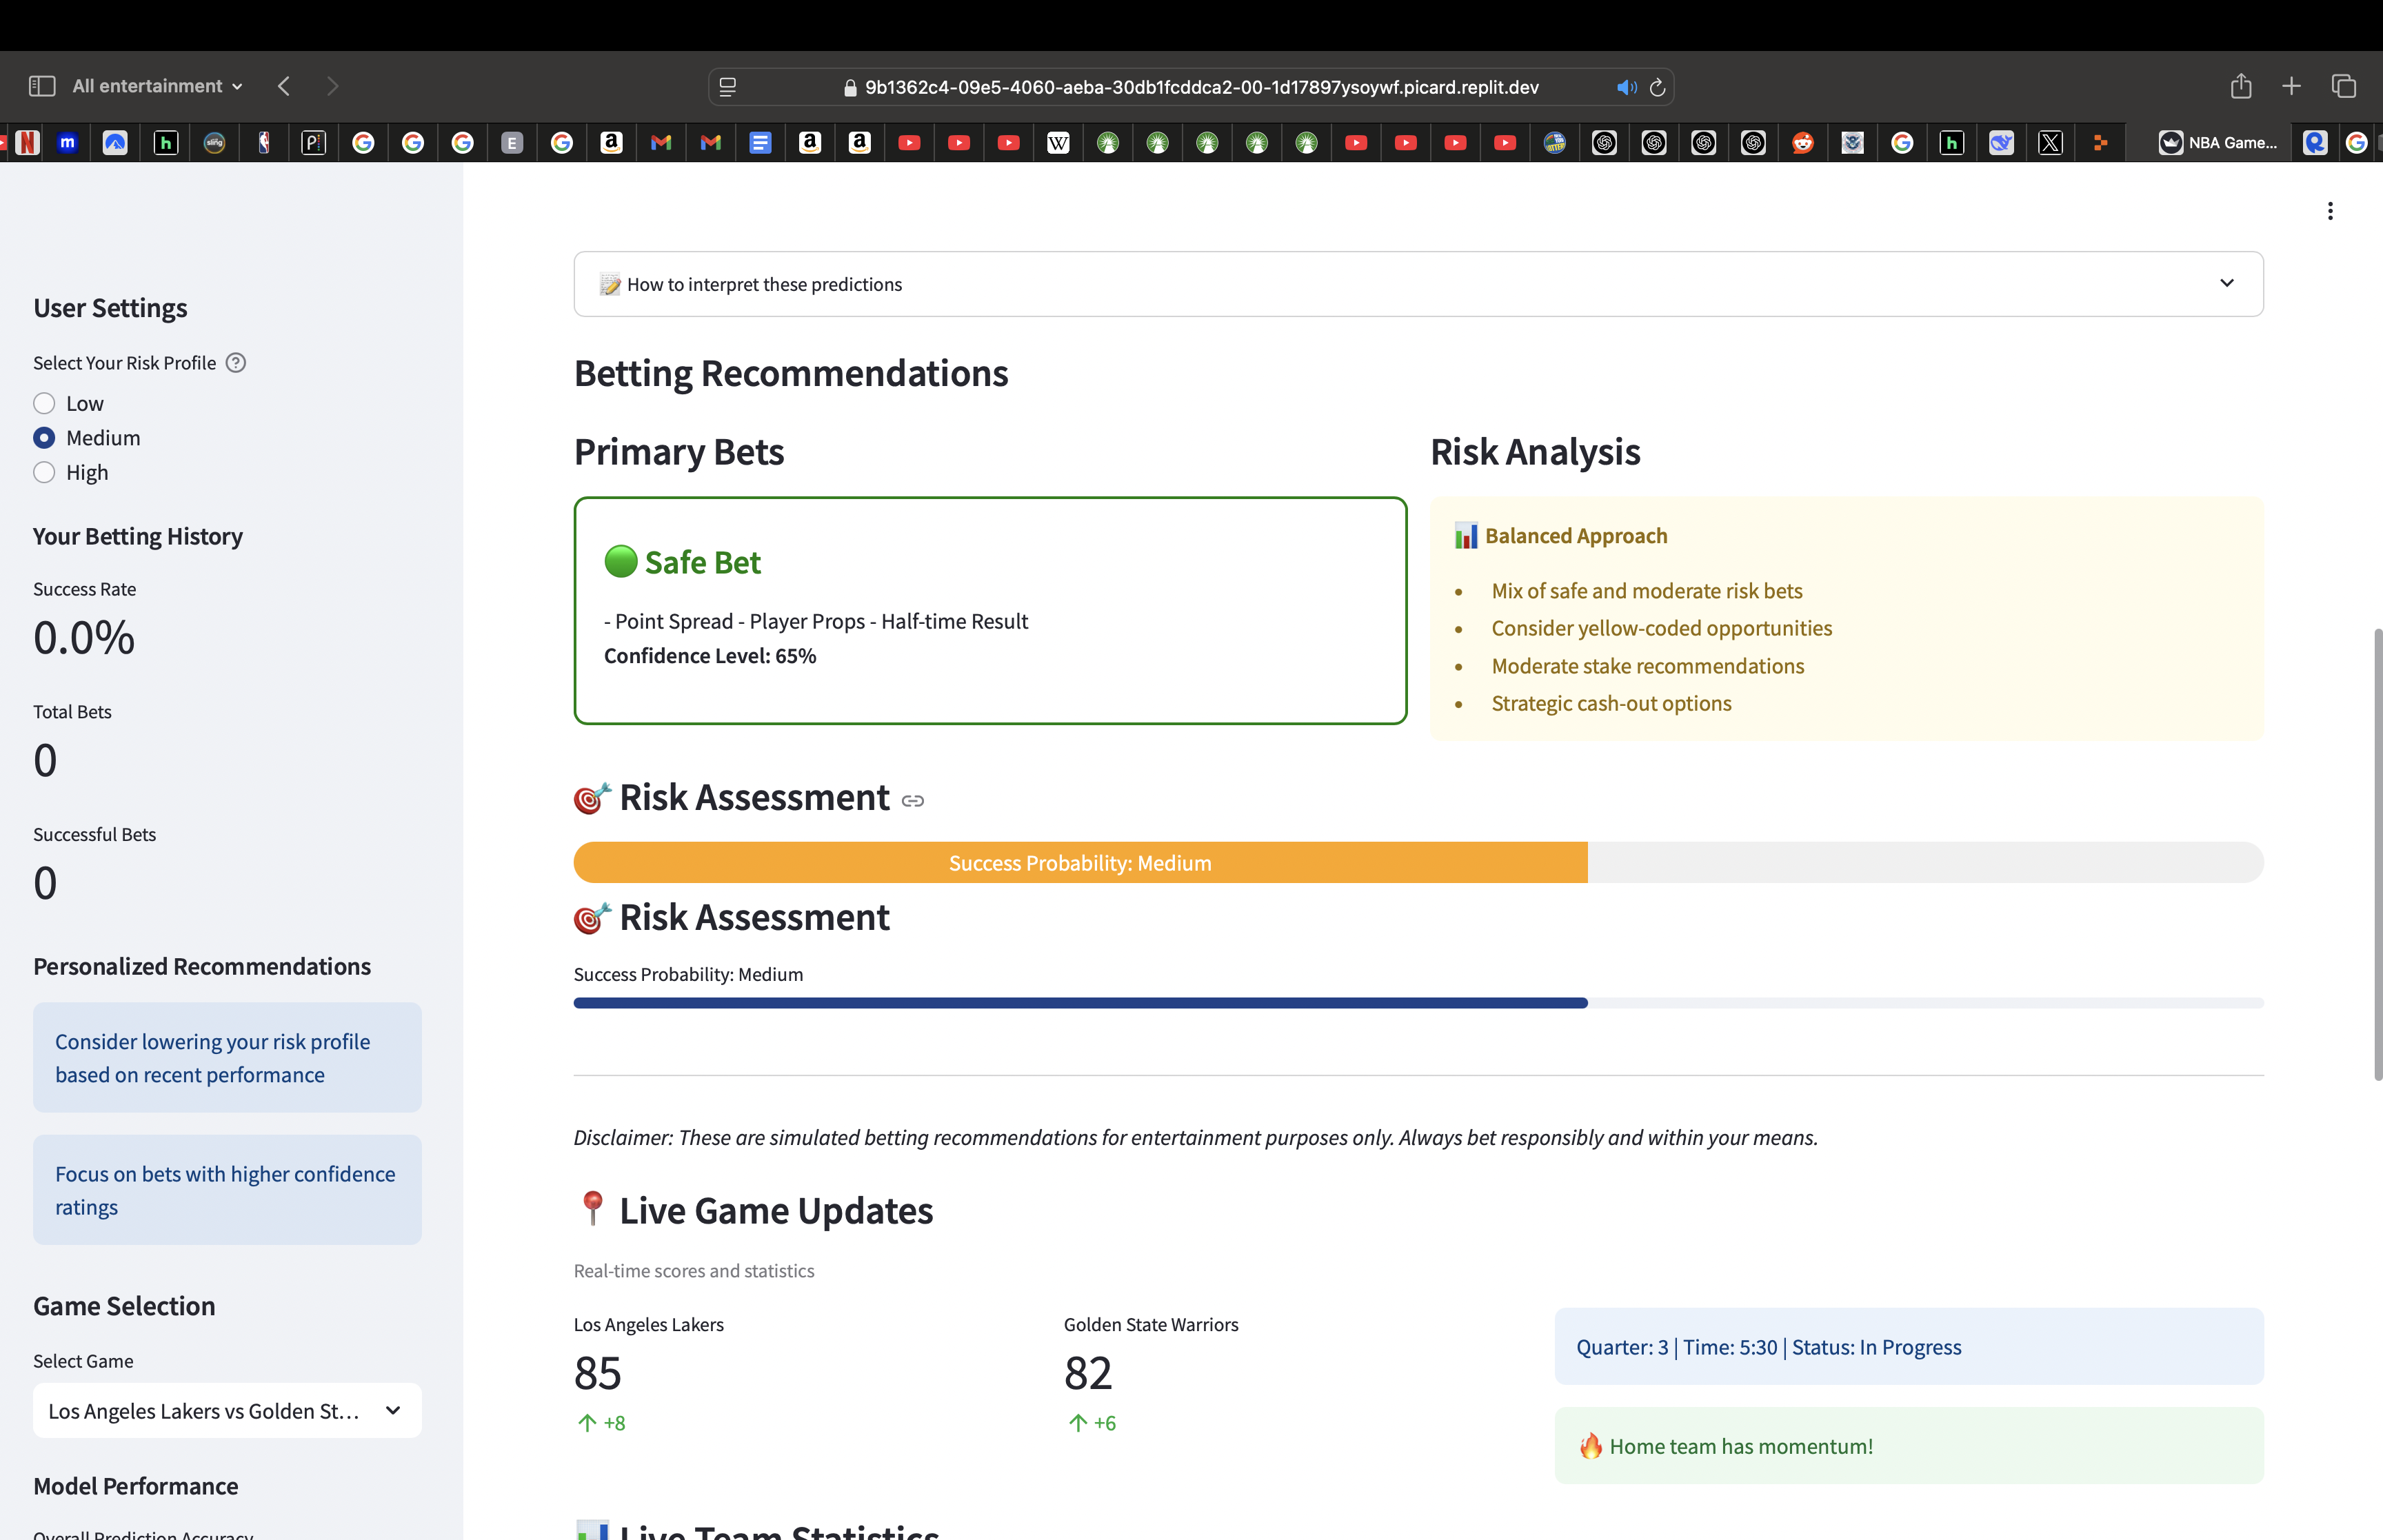 All entertainment
9b1362c4-09e5-4060-aeba-30db1fcddca2-00-1d17897ysoywf.picard.replit.dev
N
m
h
sling
P
E
a
a
a
W
h
X
NBA Game...
User Settings
Select Your Risk Profile ?
Low
Medium
High
Your Betting History
Success Rate
0.0%
Total Bets
0
Successful Bets
0
Personalized Recommendations
Consider lowering your risk profile
based on recent performance
Focus on bets with higher confidence
ratings
Game Selection
Select Game
Los Angeles Lakers vs Golden St...
Model Performance
Overall Prediction Accuracy
📝 How to interpret these predictions
Betting Recommendations
Primary Bets
🟢 Safe Bet
- Point Spread - Player Props - Half-time Result
Confidence Level: 65%
Risk Analysis
📊 Balanced Approach
• Mix of safe and moderate risk bets
• Consider yellow-coded opportunities
• Moderate stake recommendations
• Strategic cash-out options
🎯 Risk Assessment
Success Probability: Medium
🎯 Risk Assessment
Success Probability: Medium
Disclaimer: These are simulated betting recommendations for entertainment purposes only. Always bet responsibly and within your means.
📍 Live Game Updates
Real-time scores and statistics
Los Angeles Lakers
85
↑ +8
Golden State Warriors
82
↑ +6
Quarter: 3 | Time: 5:30 | Status: In Progress
🔥 Home team has momentum!
📊 Live Team Statistics